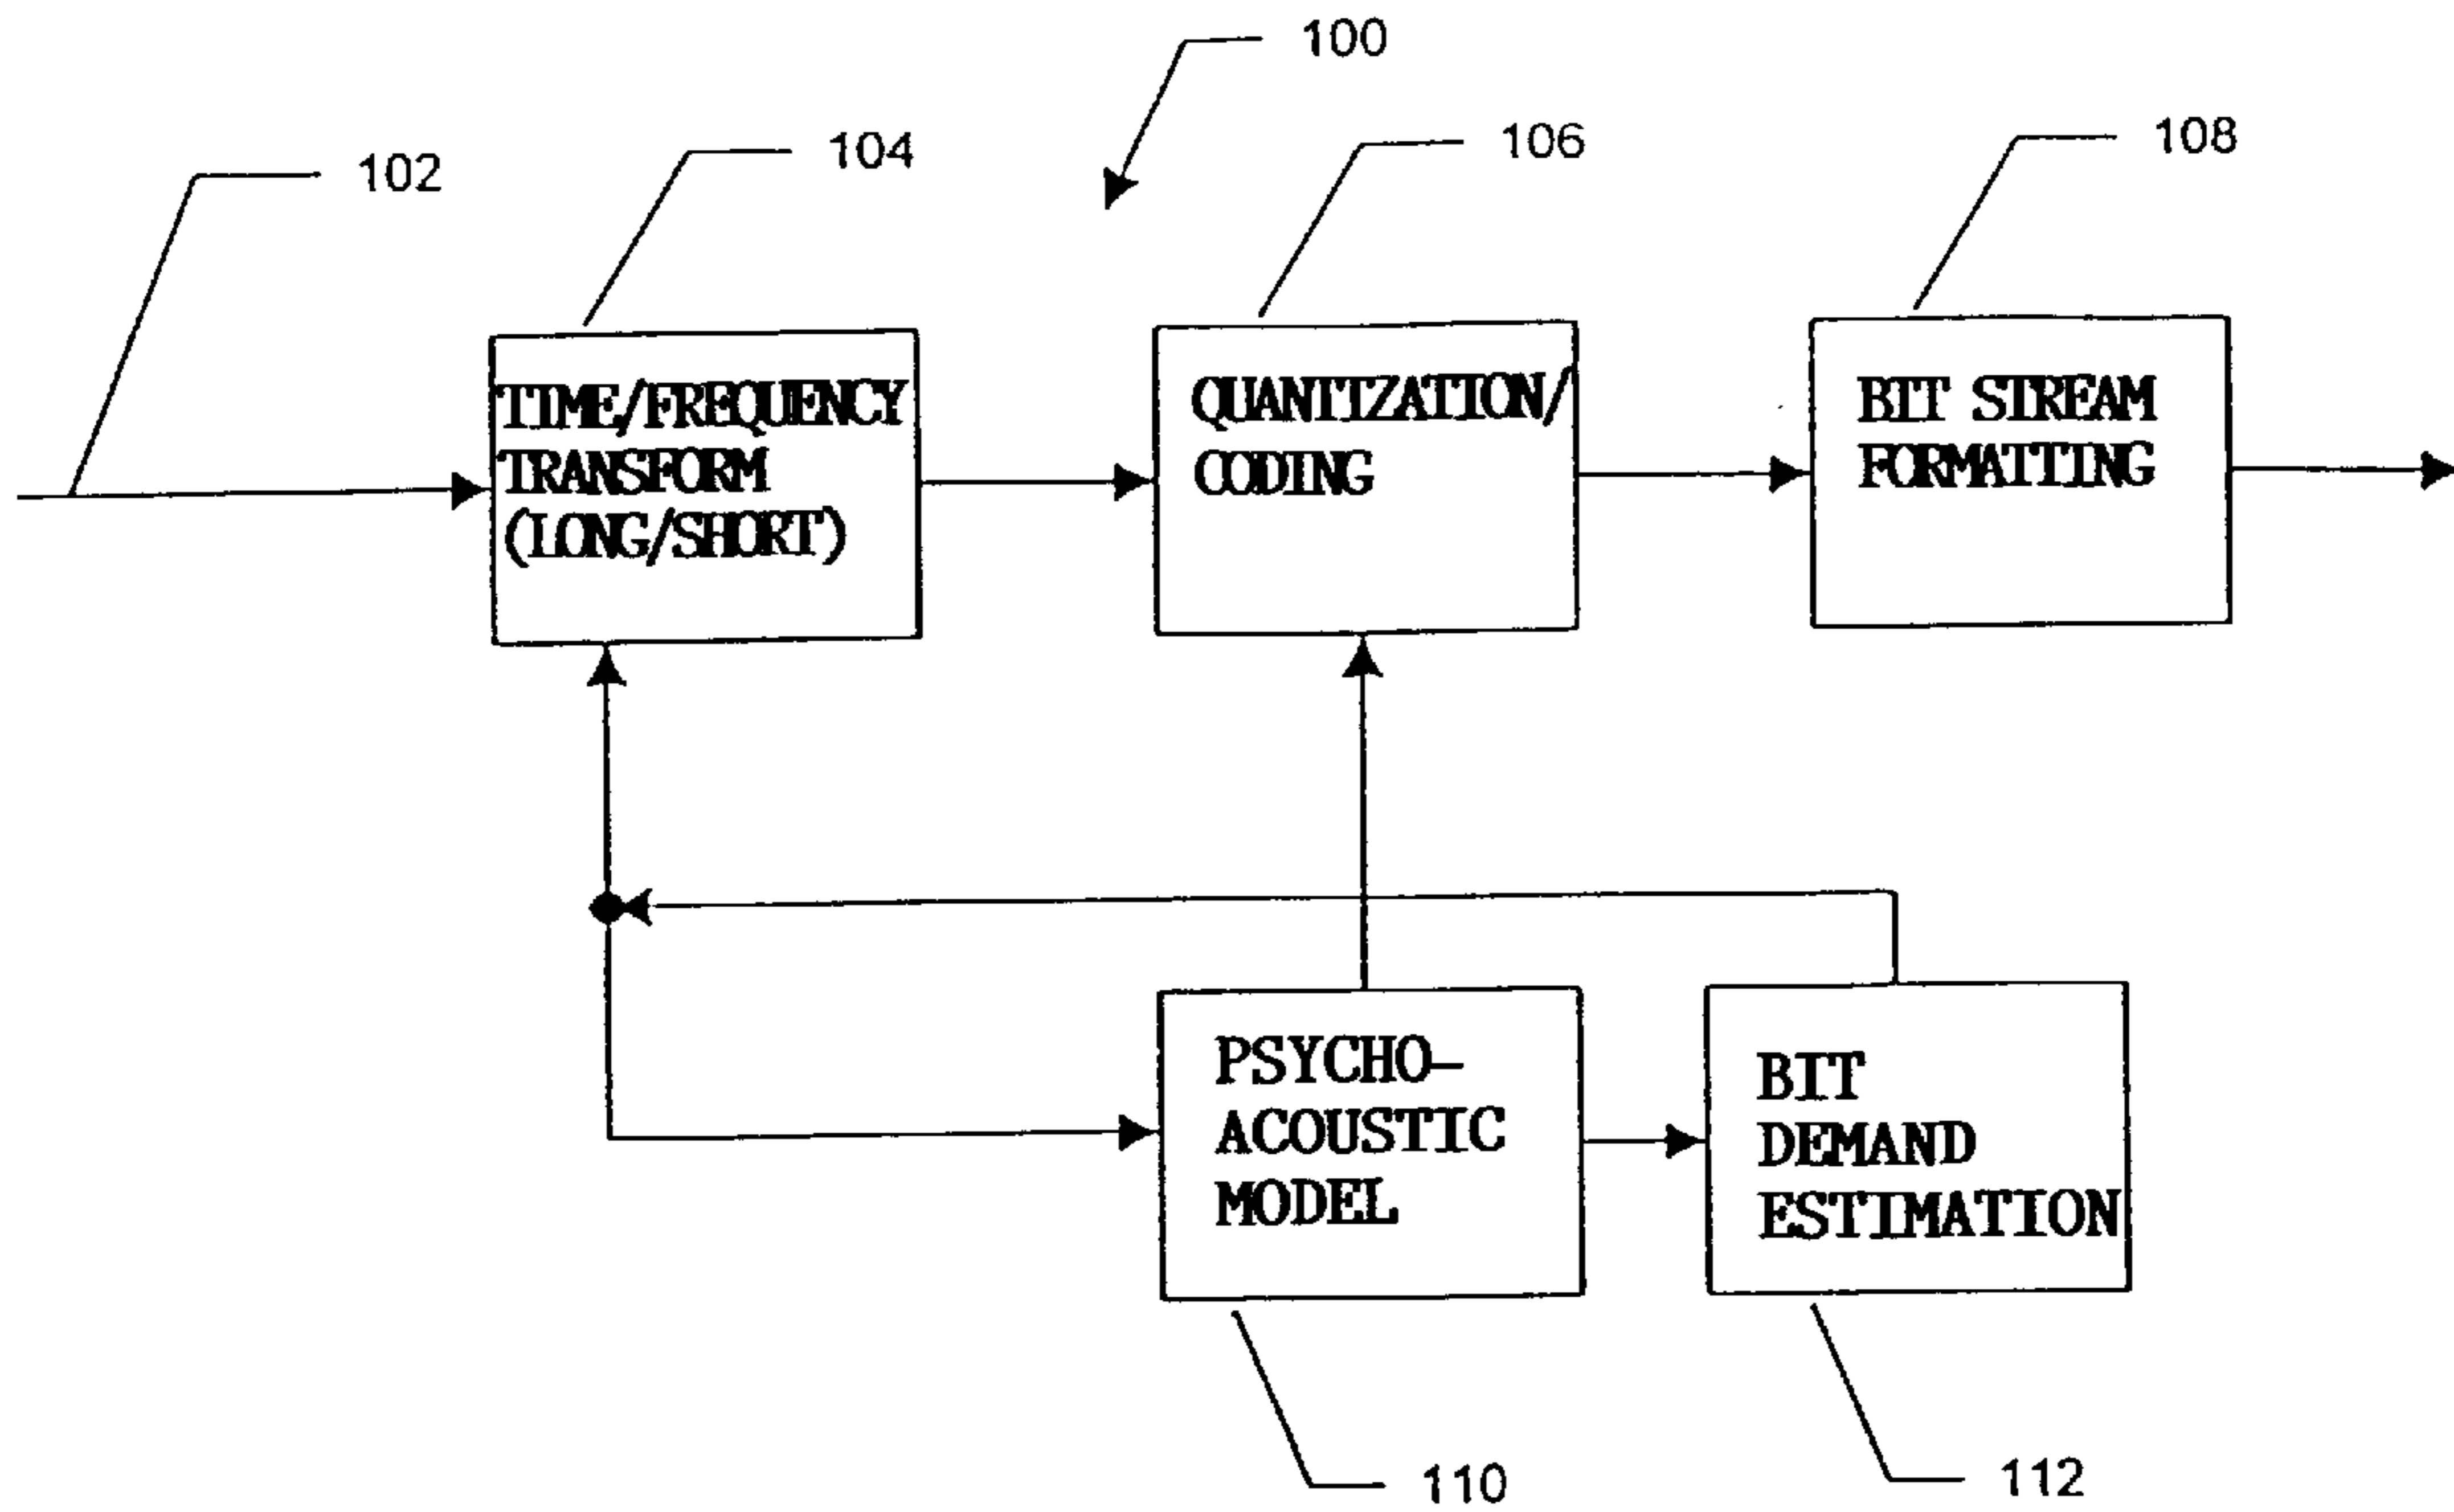 100
102
104
106
108
TIME/FREQUENCY
TRANSFORM
(LONG/SHORT)
QUANTIZATION/
CODING
BIT STREAM
FORMATTING
PSYCHO-
ACOUSTIC
MODEL
BIT
DEMAND
ESTIMATION
110
112